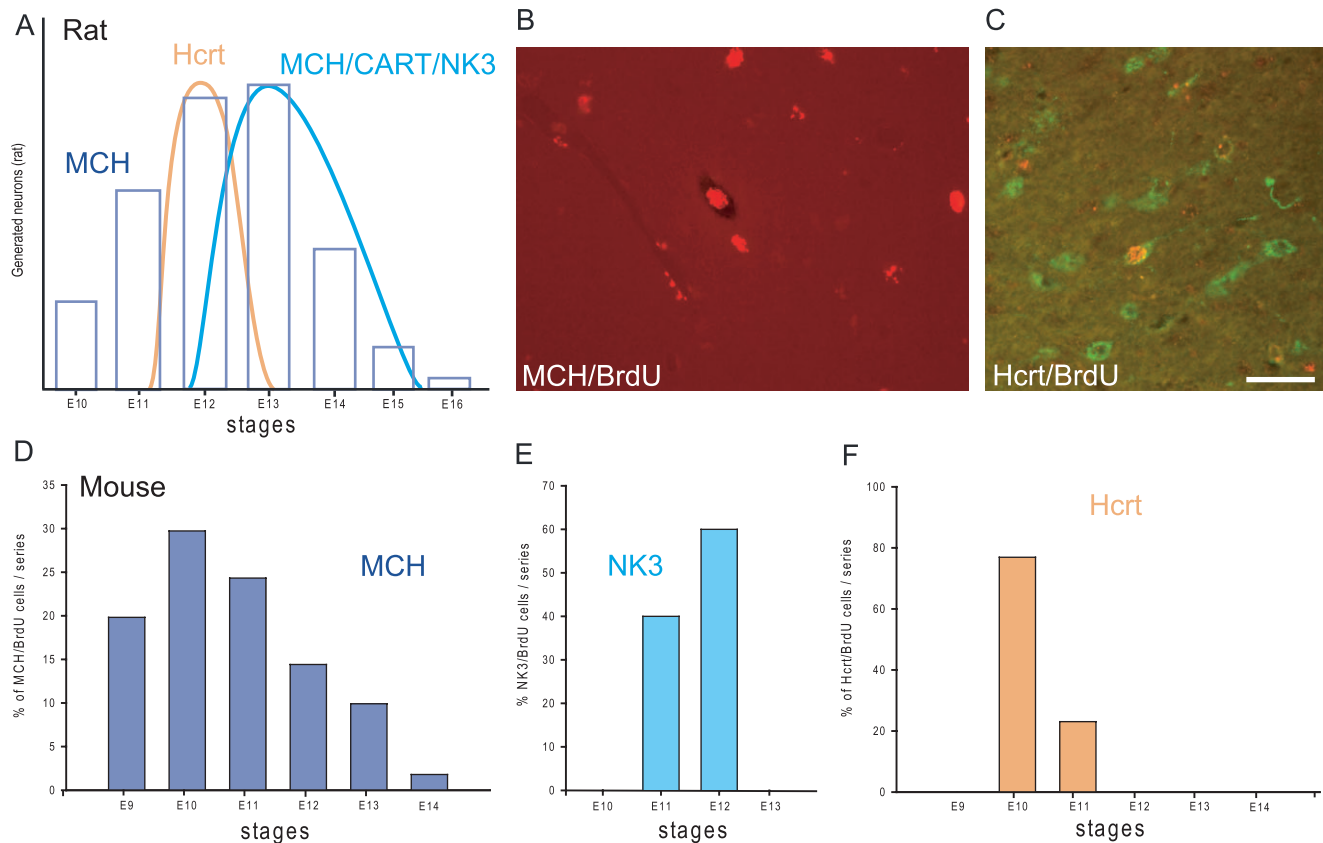 A
Rat
Hcrt
MCH/CART/NK3
MCH
Generated neurons (rat)
E10 E11 E12 E13 E14 E15 E16
stages
B
MCH/BrdU
C
Hcrt/BrdU
D
Mouse
MCH
% of MCH/BrdU cells / series
35
30
25
20
15
10
5
0
E9 E10 E11 E12 E13 E14
stages
E
NK3
% NK3/BrdU cells / series
70
60
50
40
30
20
10
0
E10 E11 E12 E13
stages
F
Hcrt
% of Hcrt/BrdU cells / series
100
80
60
40
20
0
E9 E10 E11 E12 E13 E14
stages